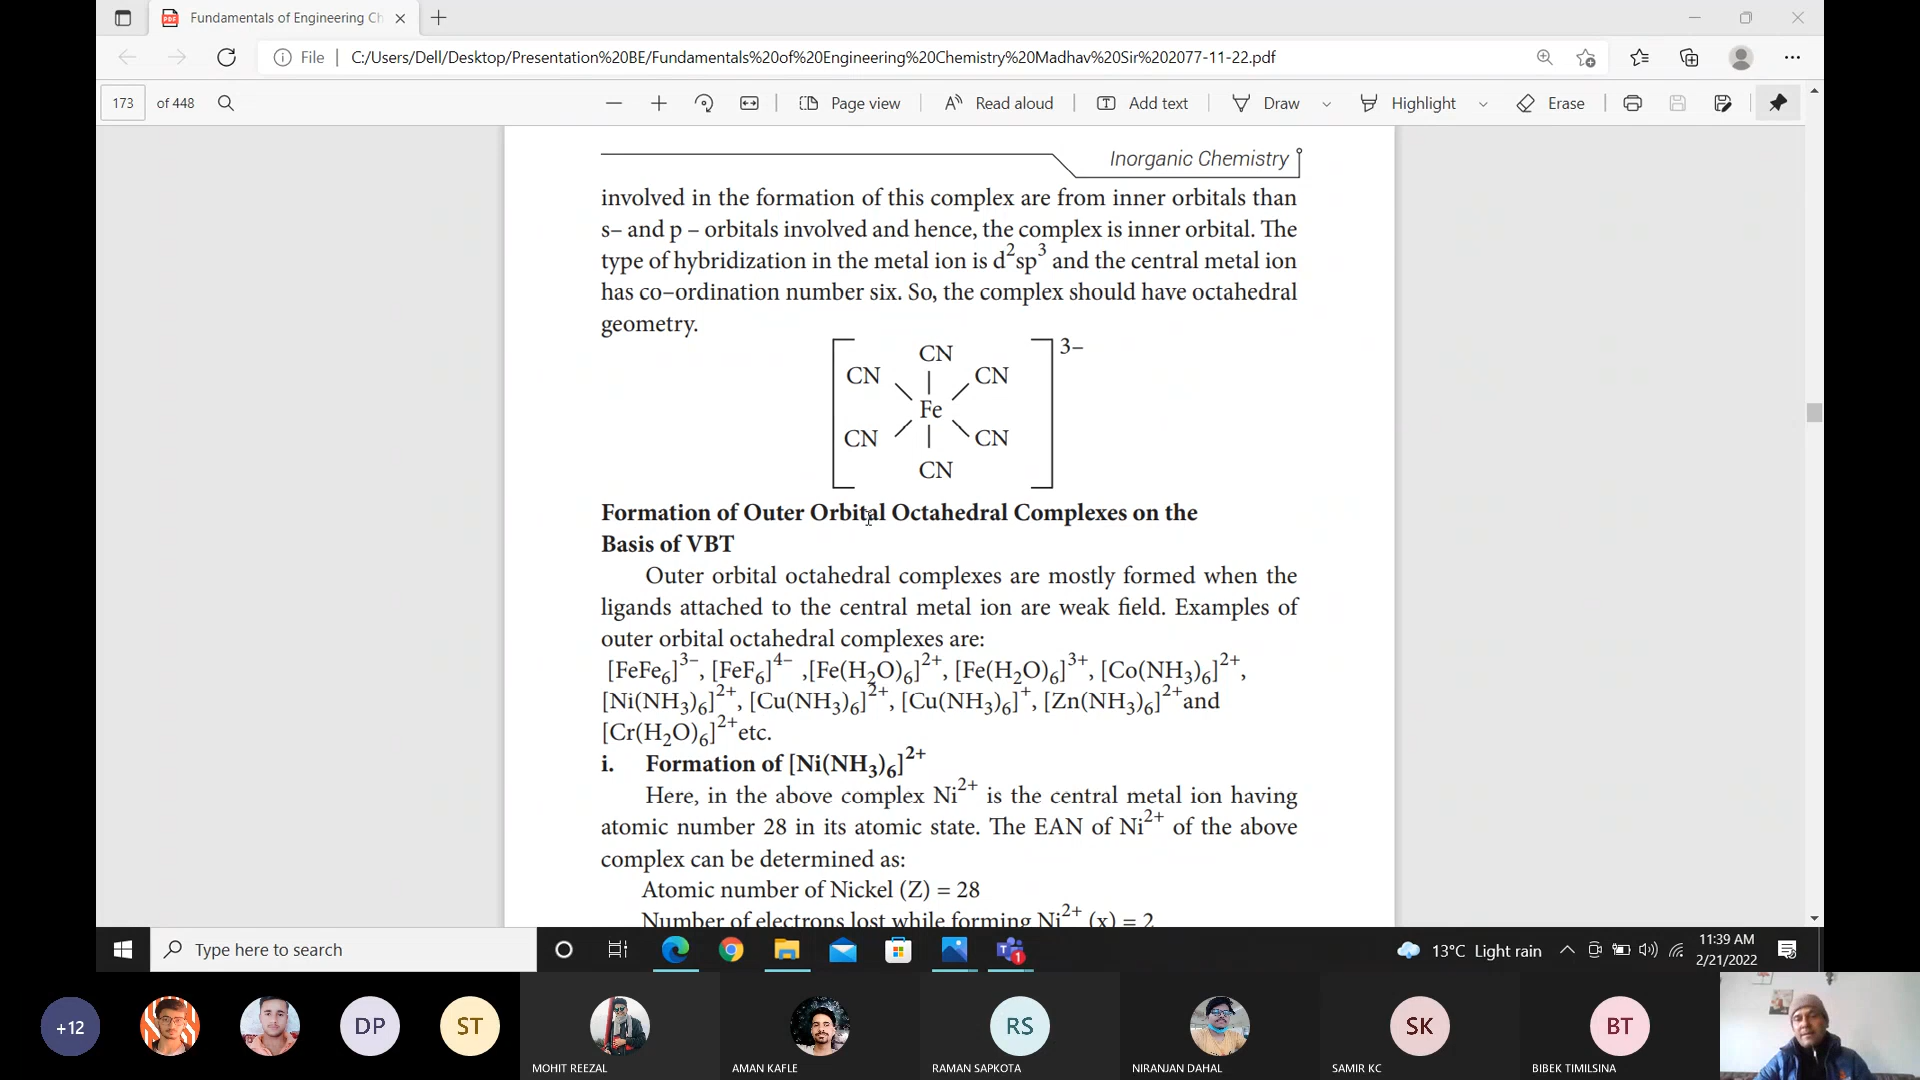 Fundamentals of Engineering Ch
File
C:/Users/Dell/Desktop/Presentation%20BE/Fundamentals%20of%20Engineering%20Chemistry%20Madhav%20Sir%202077-11-22.pdf
173 of 448
Page view
Read aloud
Add text
Draw
Highlight
Erase
Inorganic Chemistry
involved in the formation of this complex are from inner orbitals than
s– and p – orbitals involved and hence, the complex is inner orbital. The
type of hybridization in the metal ion is d²sp³ and the central metal ion
has co–ordination number six. So, the complex should have octahedral
geometry.
3–
CN
CN CN
Fe
CN CN
CN
Formation of Outer Orbital Octahedral Complexes on the
Basis of VBT
Outer orbital octahedral complexes are mostly formed when the
ligands attached to the central metal ion are weak field. Examples of
outer orbital octahedral complexes are:
[FeFe₆]³⁻, [FeF₆]⁴⁻ ,[Fe(H₂O)₆]²⁺, [Fe(H₂O)₆]³⁺, [Co(NH₃)₆]²⁺,
[Ni(NH₃)₆]²⁺, [Cu(NH₃)₆]²⁺, [Cu(NH₃)₆]⁺, [Zn(NH₃)₆]²⁺and
[Cr(H₂O)₆]²⁺etc.
i. Formation of [Ni(NH₃)₆]²⁺
Here, in the above complex Ni²⁺ is the central metal ion having
atomic number 28 in its atomic state. The EAN of Ni²⁺ of the above
complex can be determined as:
Atomic number of Nickel (Z) = 28
Number of electrons lost while forming Ni²⁺ (x) = 2
Type here to search
1
13°C Light rain
11:39 AM
2/21/2022
+12
DP
ST
MOHIT REEZAL
AMAN KAFLE
RS
RAMAN SAPKOTA
NIRANJAN DAHAL
SK
SAMIR KC
BT
BIBEK TIMILSINA